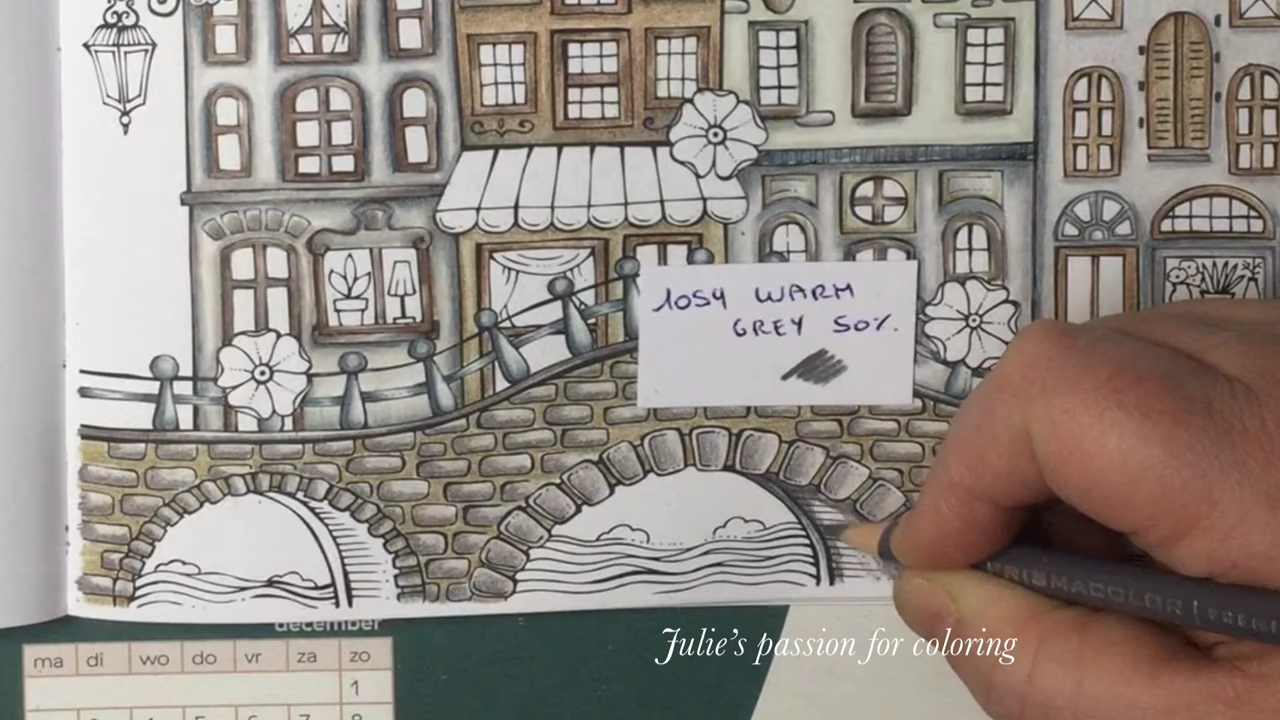 1054 WARM
GREY 50%.
PRISMACOLOR
Julie's passion for coloring
december
ma di wo do vr za zo
1